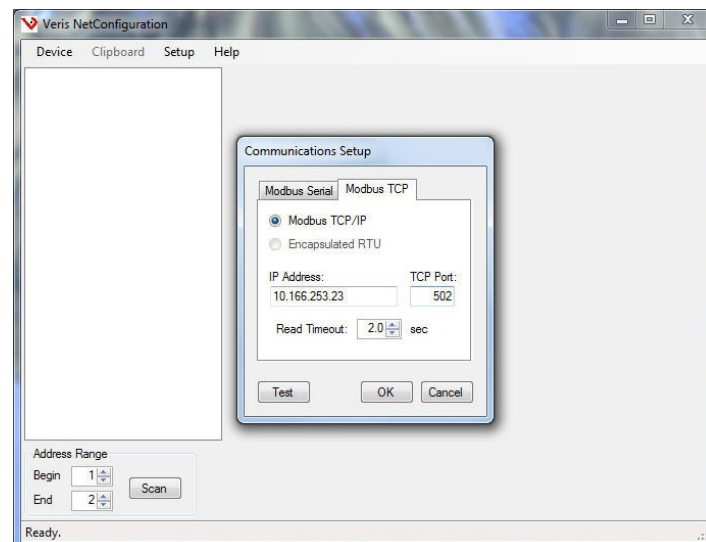 Veris NetConfiguration
Device Clipboard Setup Help
Communications Setup
Modbus Serial Modbus TCP
Modbus TCP/IP
Encapsulated RTU
IP Address: TCP Port:
10.166.253.23 502
Read Timeout: 2.0 sec
Test OK Cancel
Address Range
Begin 1
End 2
Scan
Ready.